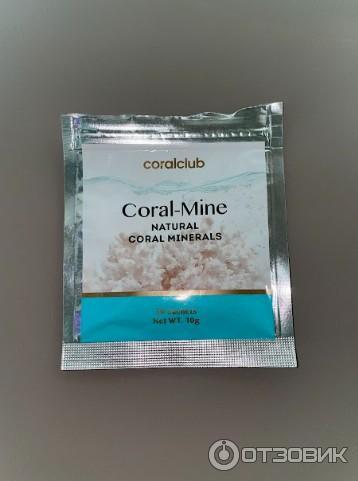 coralclub
Coral-Mine
NATURAL
CORAL MINERALS
Net WT. 10g
ОТЗОВИК